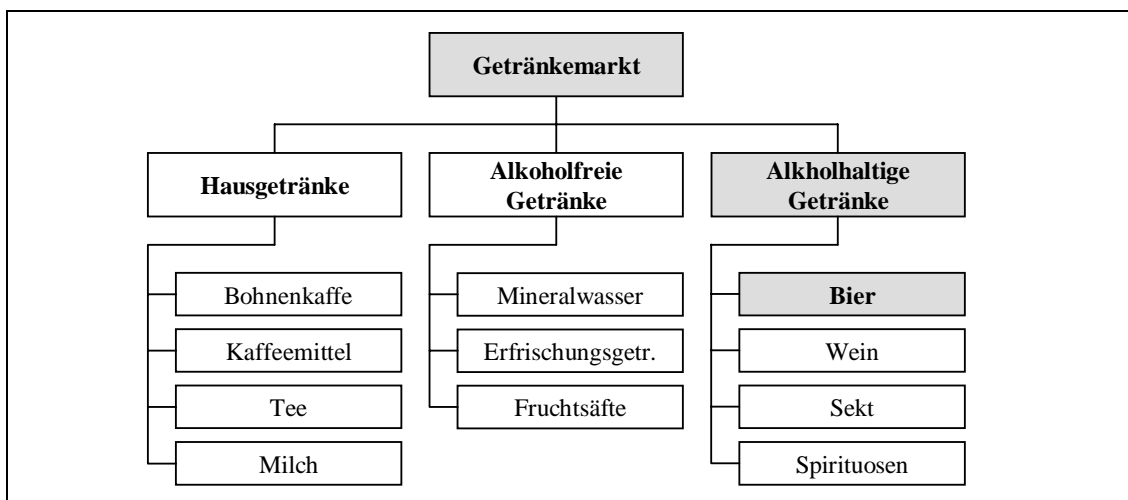 Getränkemarkt
Hausgetränke
Alkoholfreie
Getränke
Alkholhaltige
Getränke
Bohnenkaffe
Kaffeemittel
Tee
Milch
Mineralwasser
Erfrischungsgetr.
Fruchtsäfte
Bier
Wein
Sekt
Spirituosen